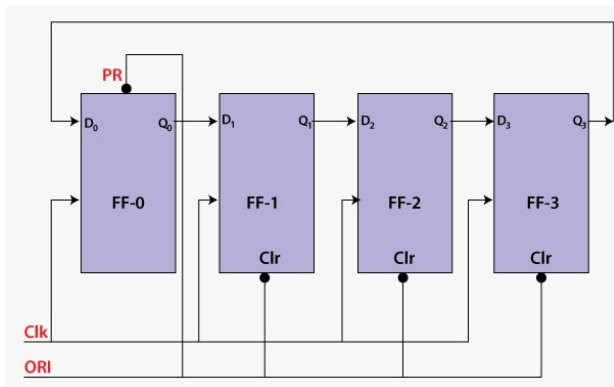 PR
D0 Q0 D1 Q1 D2 Q2 D3 Q3
FF-0 FF-1 FF-2 FF-3
Clr Clr Clr
Clk
ORI